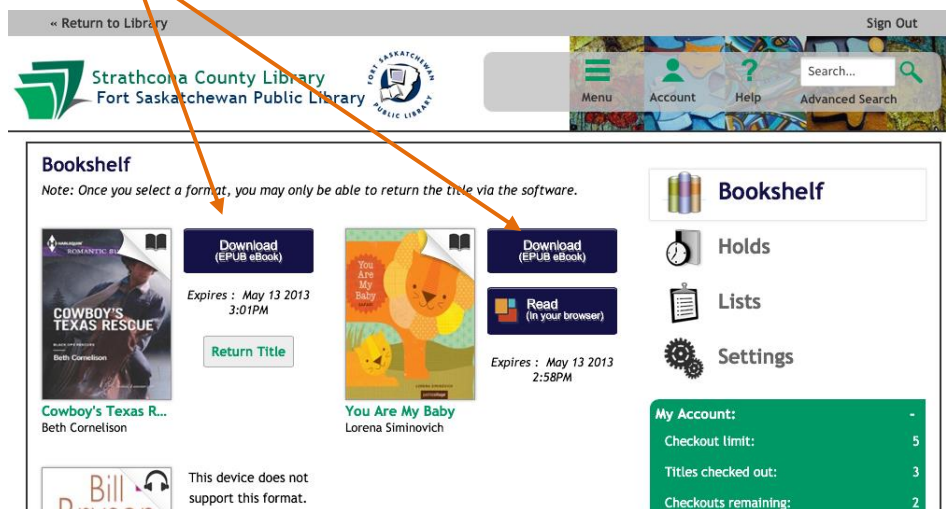 « Return to Library
Sign Out
Strathcona County Library
Fort Saskatchewan Public Library
FORT SASKATCHEWAN
PUBLIC LIBRARY
Menu
Account
?
Help
Search...
Advanced Search
Bookshelf
Note: Once you select a format, you may only be able to return the title via the software.
HARLEQUIN
ROMANTIC
COWBOY'S
TEXAS RESCUE
Beth Cornelison
Download
(EPUB eBook)
Expires : May 13 2013
3:01PM
Return Title
Cowboy's Texas R...
Beth Cornelison
You
Are
My
Baby
Download
(EPUB eBook)
Read
(in your browser)
Expires : May 13 2013
2:58PM
You Are My Baby
Lorena Siminovich
Bill
This device does not
support this format.
Bookshelf
Holds
Lists
Settings
My Account:
-
Checkout limit:
5
Titles checked out:
3
Checkouts remaining:
2